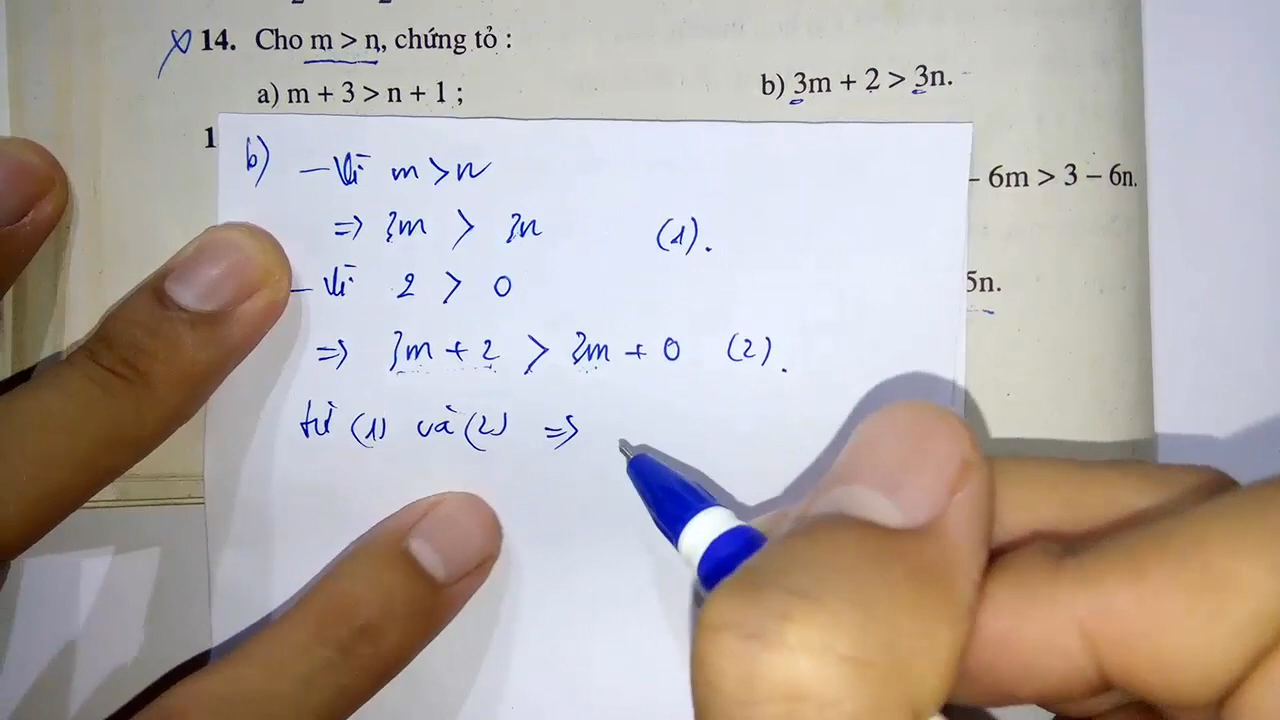 14. Cho m > n, chứng tỏ :
a) m + 3 > n + 1 ;
b) 3m + 2 > 3n.
1
– 6m > 3 – 6n.
5n.
b) – Vì m > n
=> 3m > 3n (1).
– Vì 2 > 0
=> 3m + 2 > 3m + 0 (2).
từ (1) và (2) =>